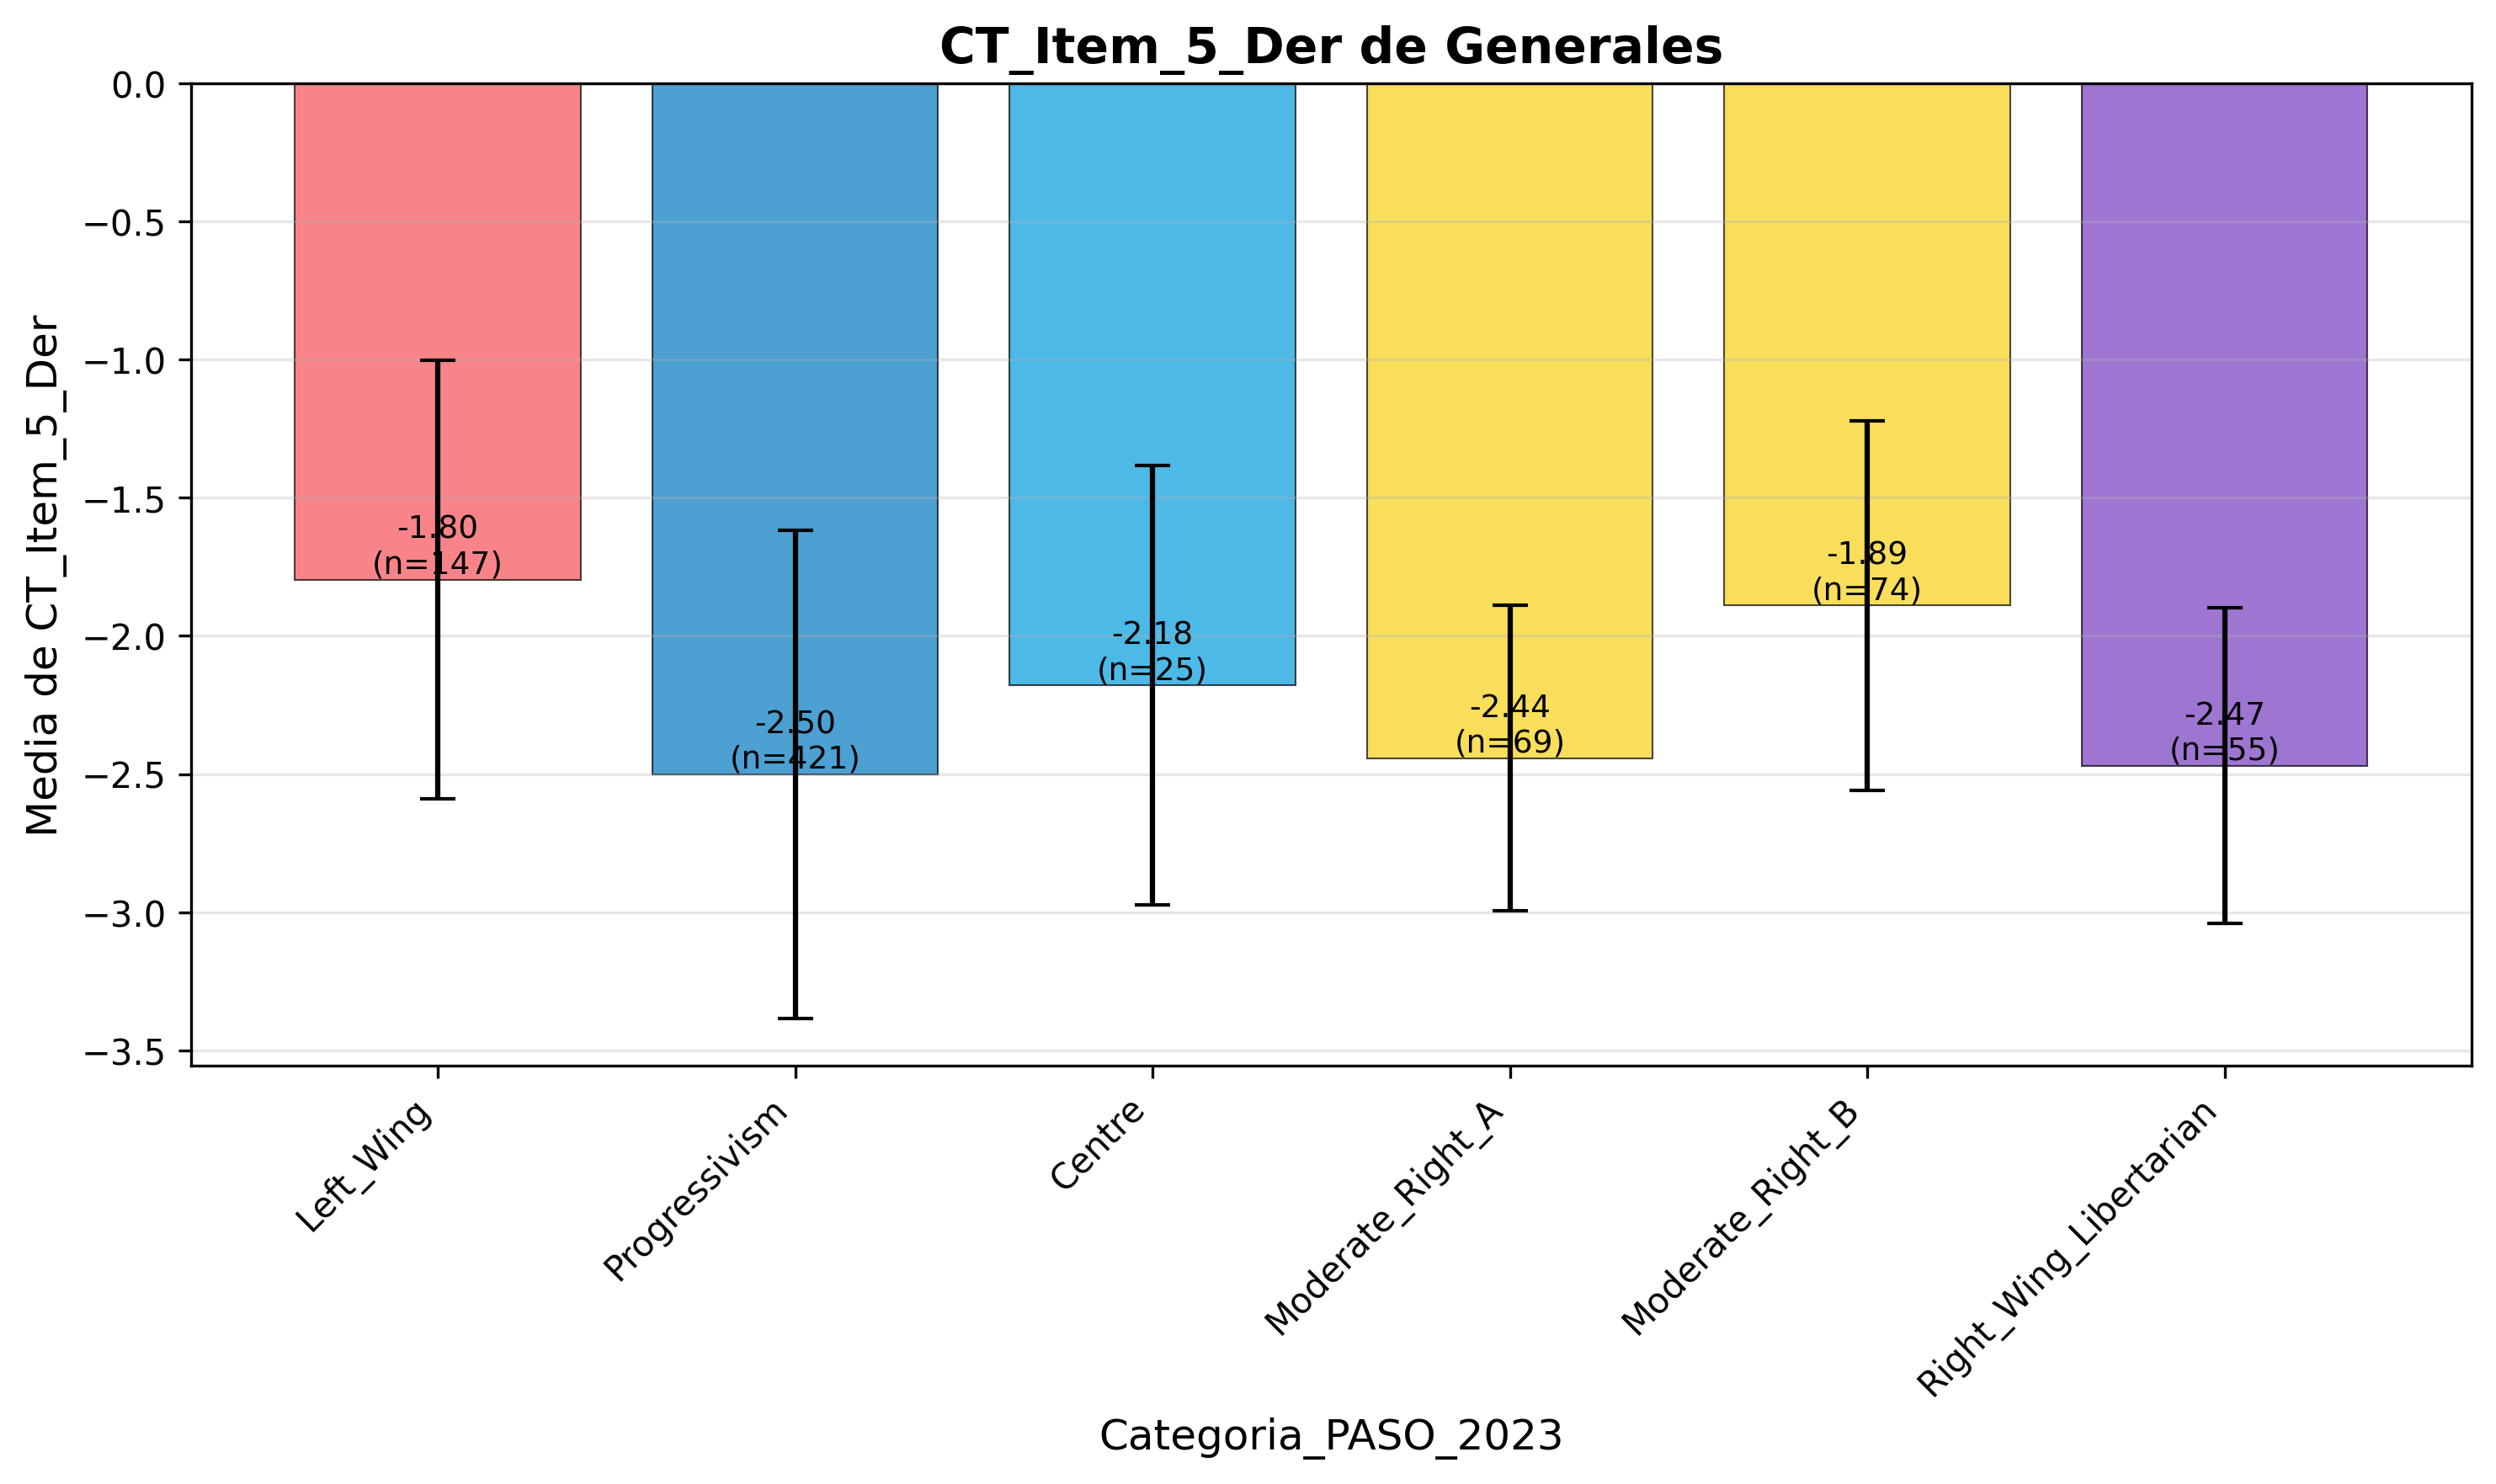 CT_Item_5_Der de Generales
Media de CT_Item_5_Der
0.0
−0.5
−1.0
−1.5
−2.0
−2.5
−3.0
−3.5
-1.80
(n=147)
-2.50
(n=421)
-2.18
(n=25)
-2.44
(n=69)
-1.89
(n=74)
-2.47
(n=55)
Left_Wing
Progressivism
Centre
Moderate_Right_A
Moderate_Right_B
Right_Wing_Libertarian
Categoria_PASO_2023